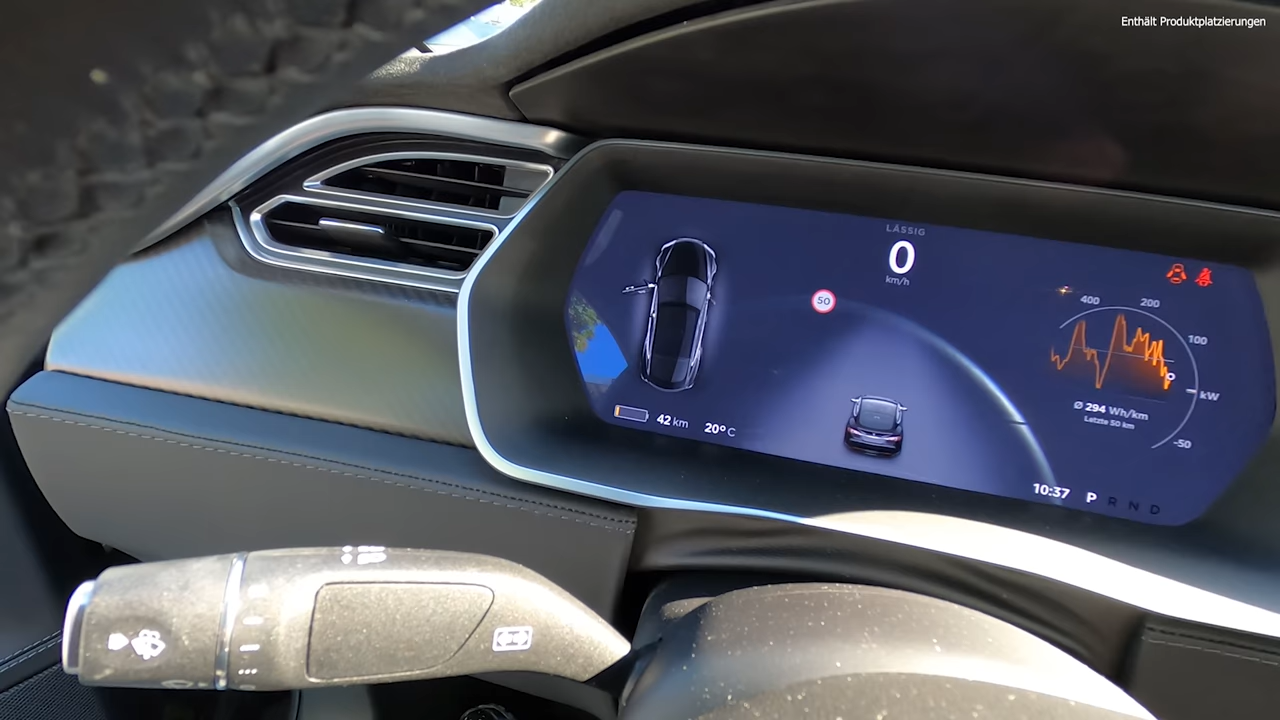 Enthält Produktplatzierungen
LÄSSIG
0
km/h
50
400
200
100
kW
-50
Ø 294 Wh/km
Letzte 50 km
42 km
20° C
10:37
P R N D